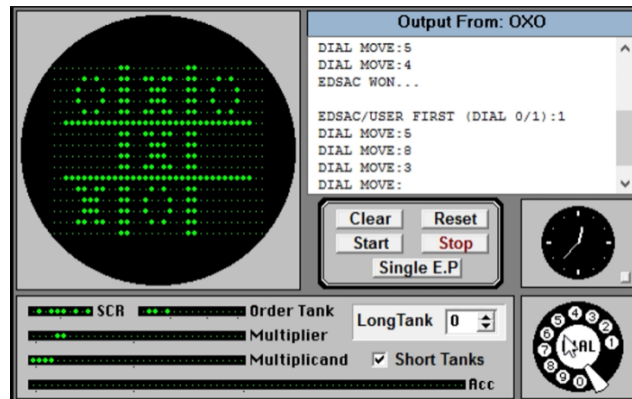 Output From: OXO
DIAL MOVE:5
DIAL MOVE:4
EDSAC WON...
EDSAC/USER FIRST (DIAL 0/1):1
DIAL MOVE:5
DIAL MOVE:8
DIAL MOVE:3
DIAL MOVE:
O X O
X
X O
Clear Reset
Start Stop
Single E.P
SCR Order Tank
Multiplier
Multiplicand
Acc
LongTank 0
Short Tanks
5 4 3 2 1
6 7 8 9 0